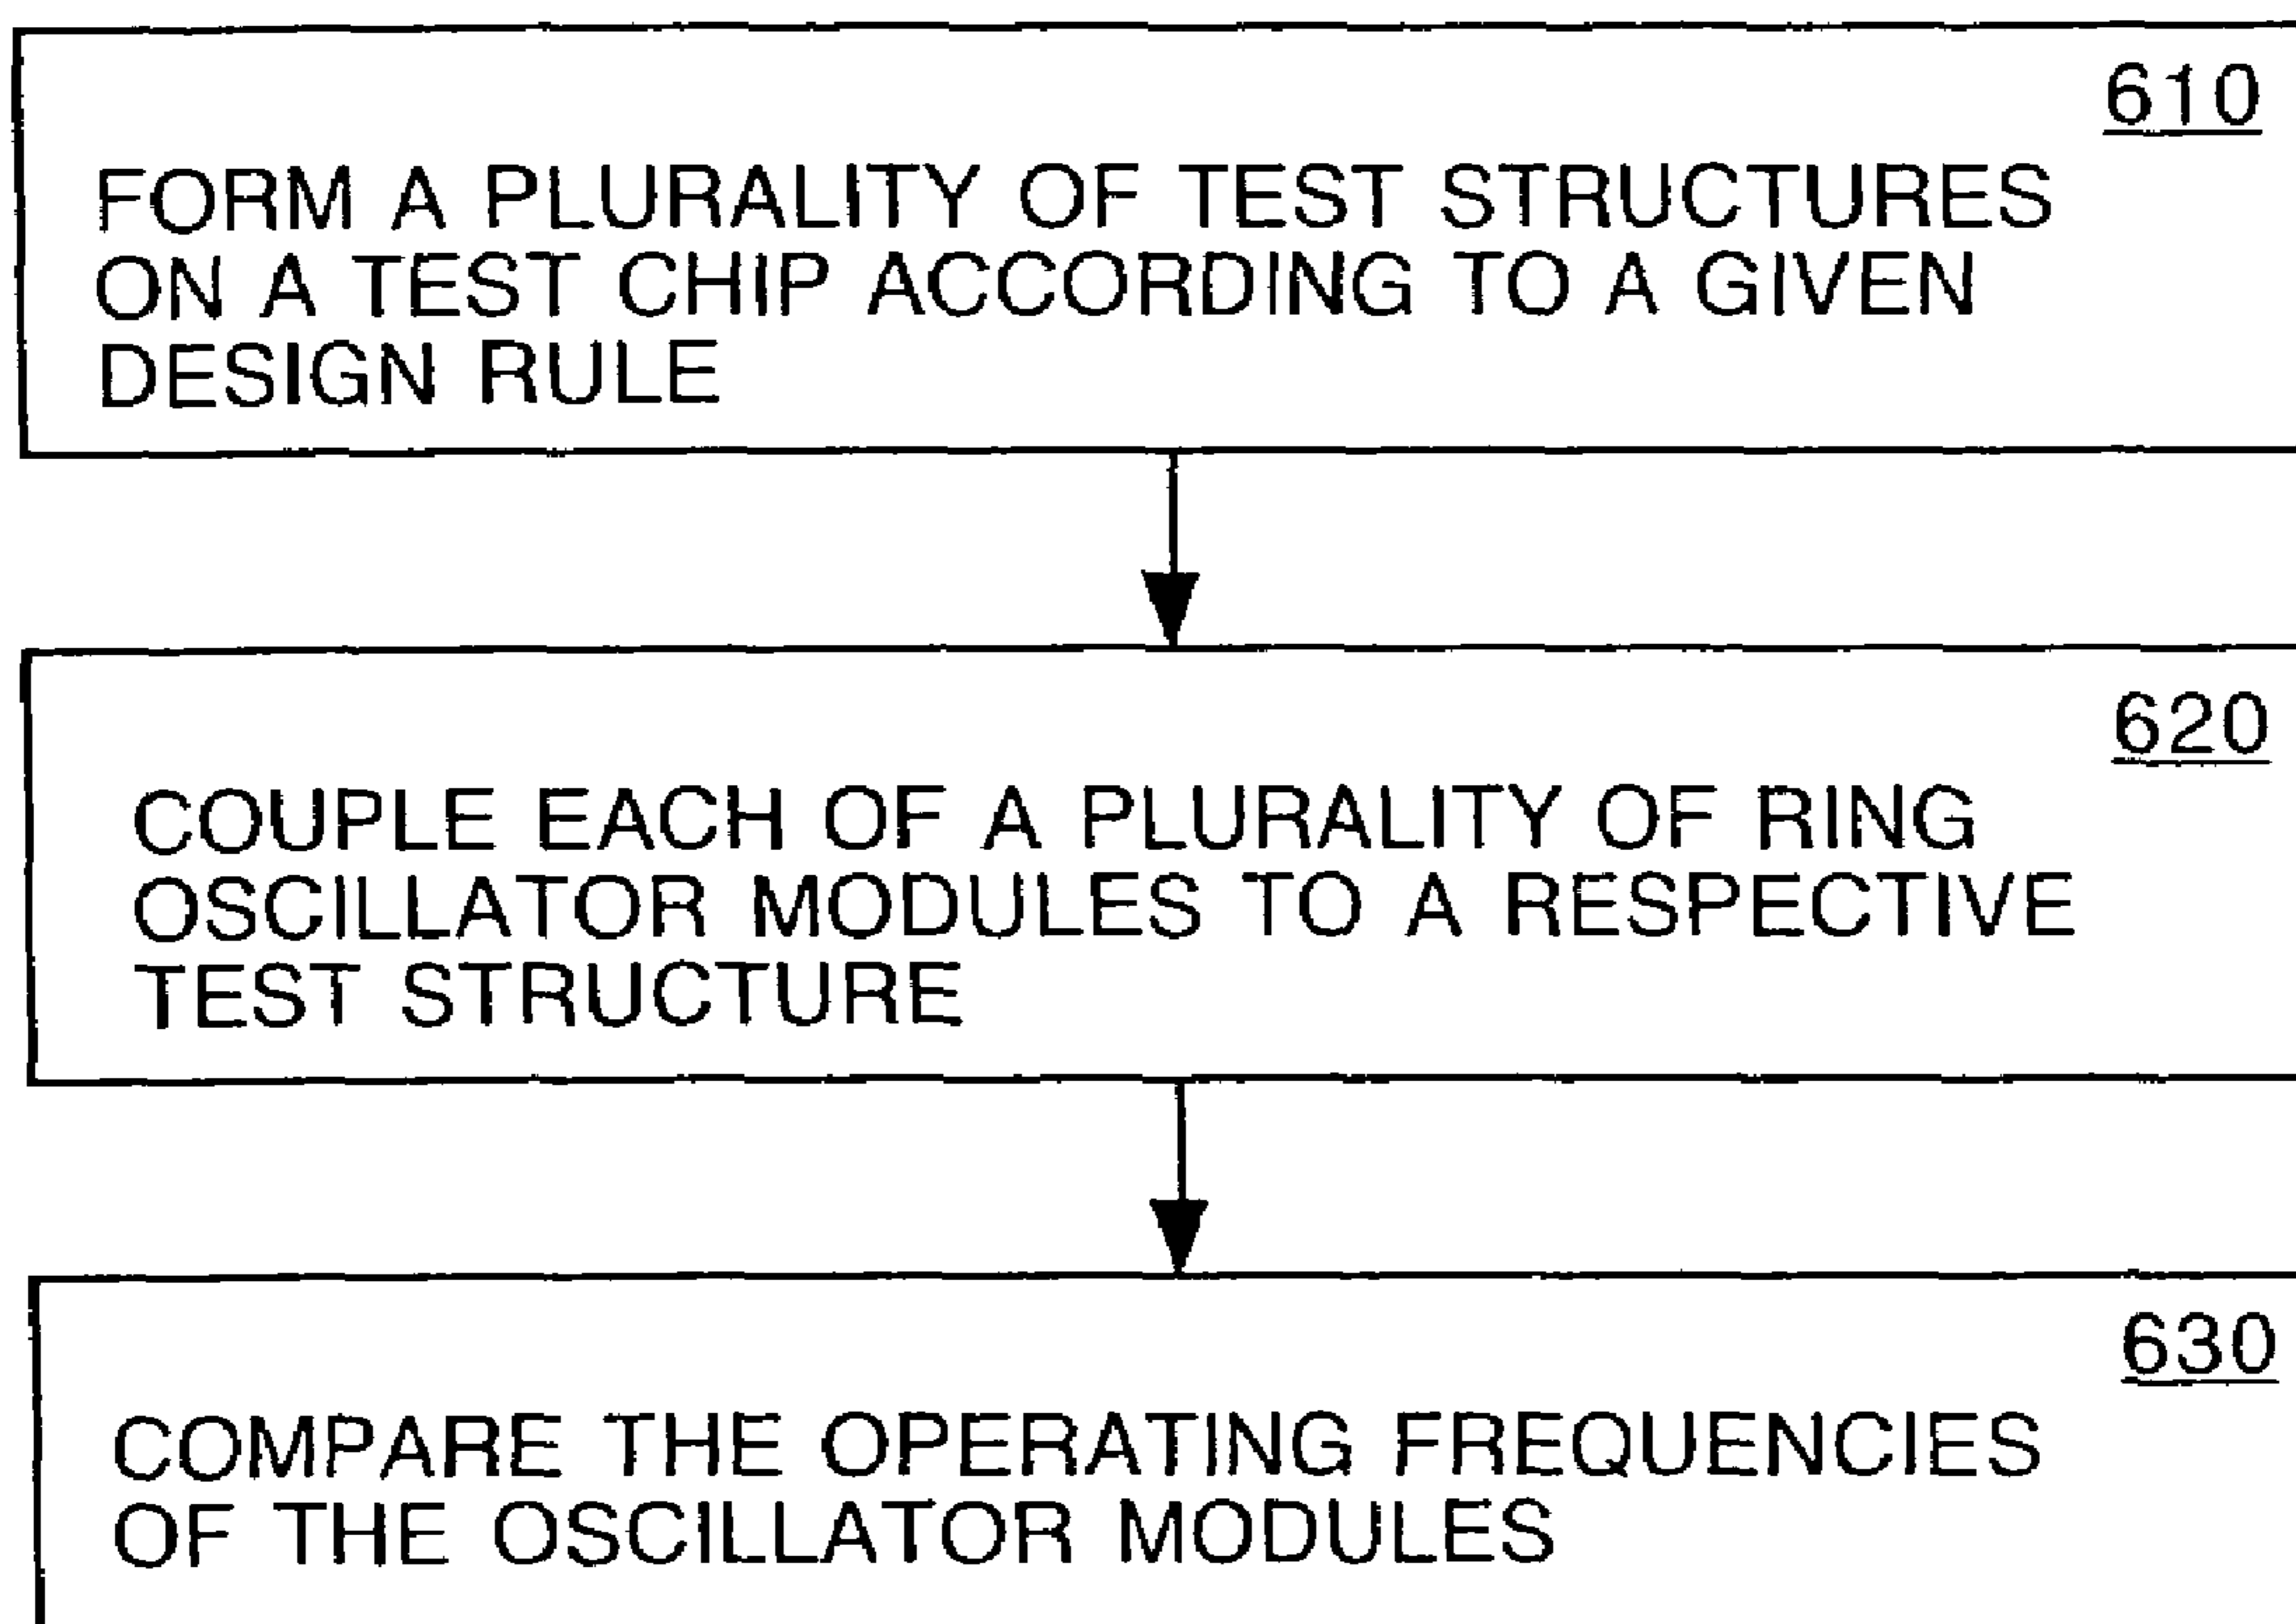 610
FORM A PLURALITY OF TEST STRUCTURES
ON A TEST CHIP ACCORDING TO A GIVEN
DESIGN RULE
620
COUPLE EACH OF A PLURALITY OF RING
OSCILLATOR MODULES TO A RESPECTIVE
TEST STRUCTURE
630
COMPARE THE OPERATING FREQUENCIES
OF THE OSCILLATOR MODULES